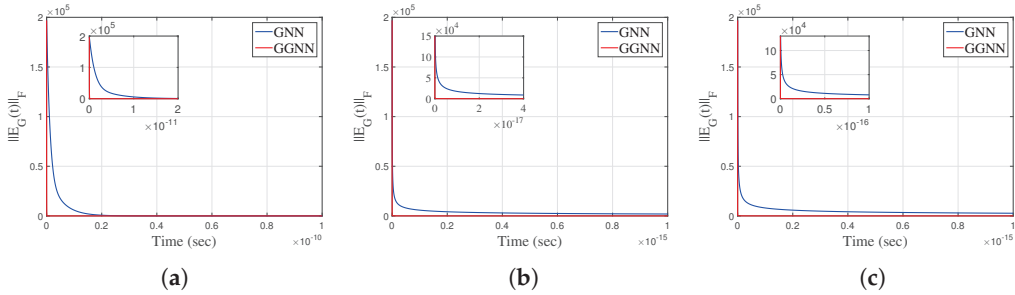 ×10^5
2
1.5
1
0.5
0
||E_G(t)||_F
0 0.2 0.4 0.6 0.8 1
Time (sec)
×10^-10
GNN
GGNN
×10^5
2
1
0
0 1 2
×10^-11
(a)
×10^5
2
1.5
1
0.5
0
||E_G(t)||_F
0 0.2 0.4 0.6 0.8 1
Time (sec)
×10^-15
GNN
GGNN
×10^4
15
10
5
0
0 2 4
×10^-17
(b)
×10^5
2
1.5
1
0.5
0
||E_G(t)||_F
0 0.2 0.4 0.6 0.8 1
Time (sec)
×10^-15
GNN
GGNN
×10^4
10
5
0
0 0.5 1
×10^-16
(c)